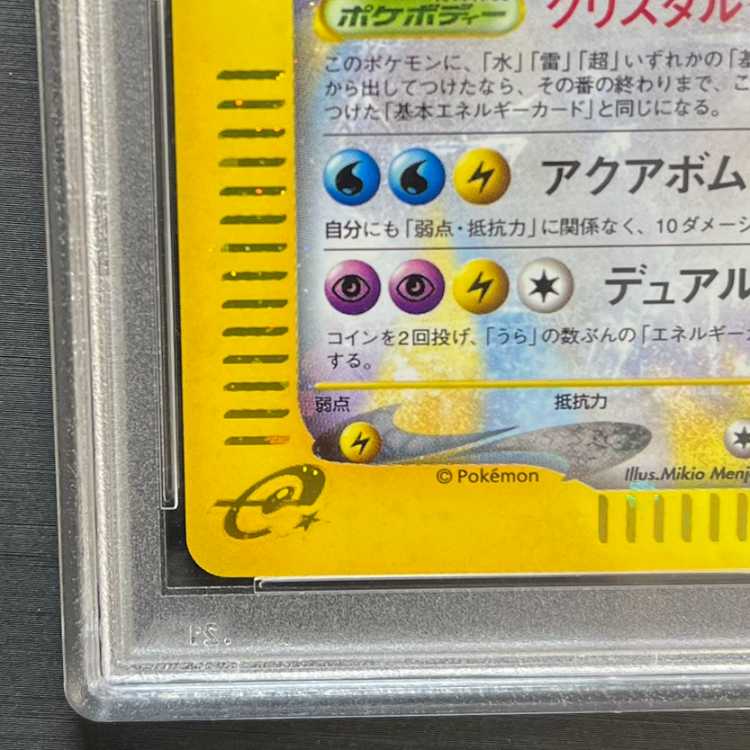 ポケボディー クリスタル
このポケモンに、「水」「雷」「超」いずれかの「基
から出してつけたなら、その番の終わりまで、こ
つけた「基本エネルギーカード」と同じになる。
アクアボム
自分にも「弱点・抵抗力」に関係なく、10ダメージ
デュアル
コインを2回投げ、「うら」の数ぶんの「エネルギー
する。
弱点 抵抗力
©Pokémon Illus.Mikio Menj
e